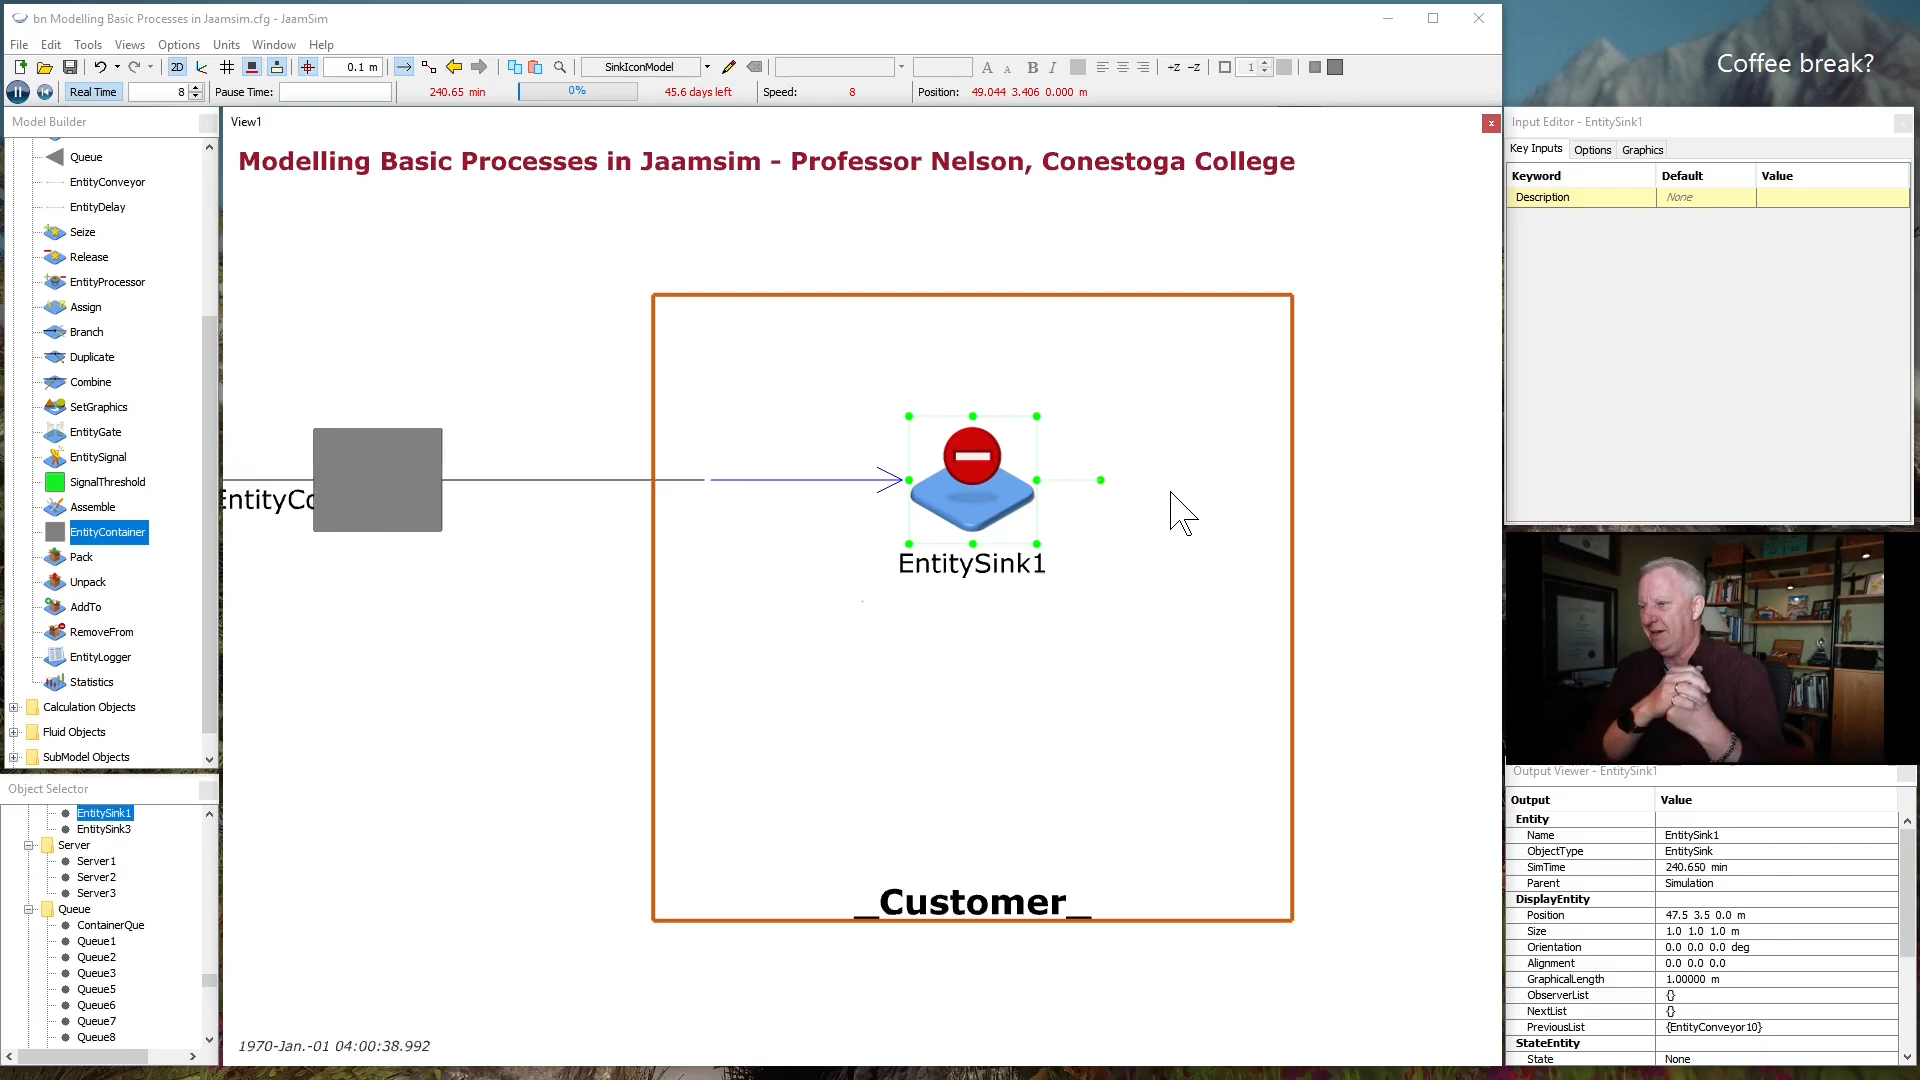 bn Modelling Basic Processes in Jaamsim.cfg - JaamSim
File Edit Tools Views Options Units Window Help
2D 0.1 m SinkIconModel A A B I 1 +Z -Z
Real Time 8 Pause Time: 240.65 min 0% 45.6 days left Speed: 8 Position: 49.044 3.406 0.000 m
Coffee break?
Model Builder
Queue
EntityConveyor
EntityDelay
Seize
Release
EntityProcessor
Assign
Branch
Duplicate
Combine
SetGraphics
EntityGate
EntitySignal
SignalThreshold
Assemble
EntityContainer
Pack
Unpack
AddTo
RemoveFrom
EntityLogger
Statistics
Calculation Objects
Fluid Objects
SubModel Objects
Object Selector
EntitySink1
EntitySink3
Server
Server1
Server2
Server3
Queue
ContainerQue
Queue1
Queue2
Queue3
Queue5
Queue6
Queue7
Queue8
View1
Modelling Basic Processes in Jaamsim - Professor Nelson, Conestoga College
EntityCo
EntitySink1
_Customer_
1970-Jan.-01 04:00:38.992
Input Editor - EntitySink1
Key Inputs Options Graphics
Keyword Default Value
Description None
Output Viewer - EntitySink1
Output Value
Entity
Name EntitySink1
ObjectType EntitySink
SimTime 240.650 min
Parent Simulation
DisplayEntity
Position 47.5 3.5 0.0 m
Size 1.0 1.0 1.0 m
Orientation 0.0 0.0 0.0 deg
Alignment 0.0 0.0 0.0
GraphicalLength 1.00000 m
ObserverList {}
NextList {}
PreviousList {EntityConveyor10}
StateEntity
State None